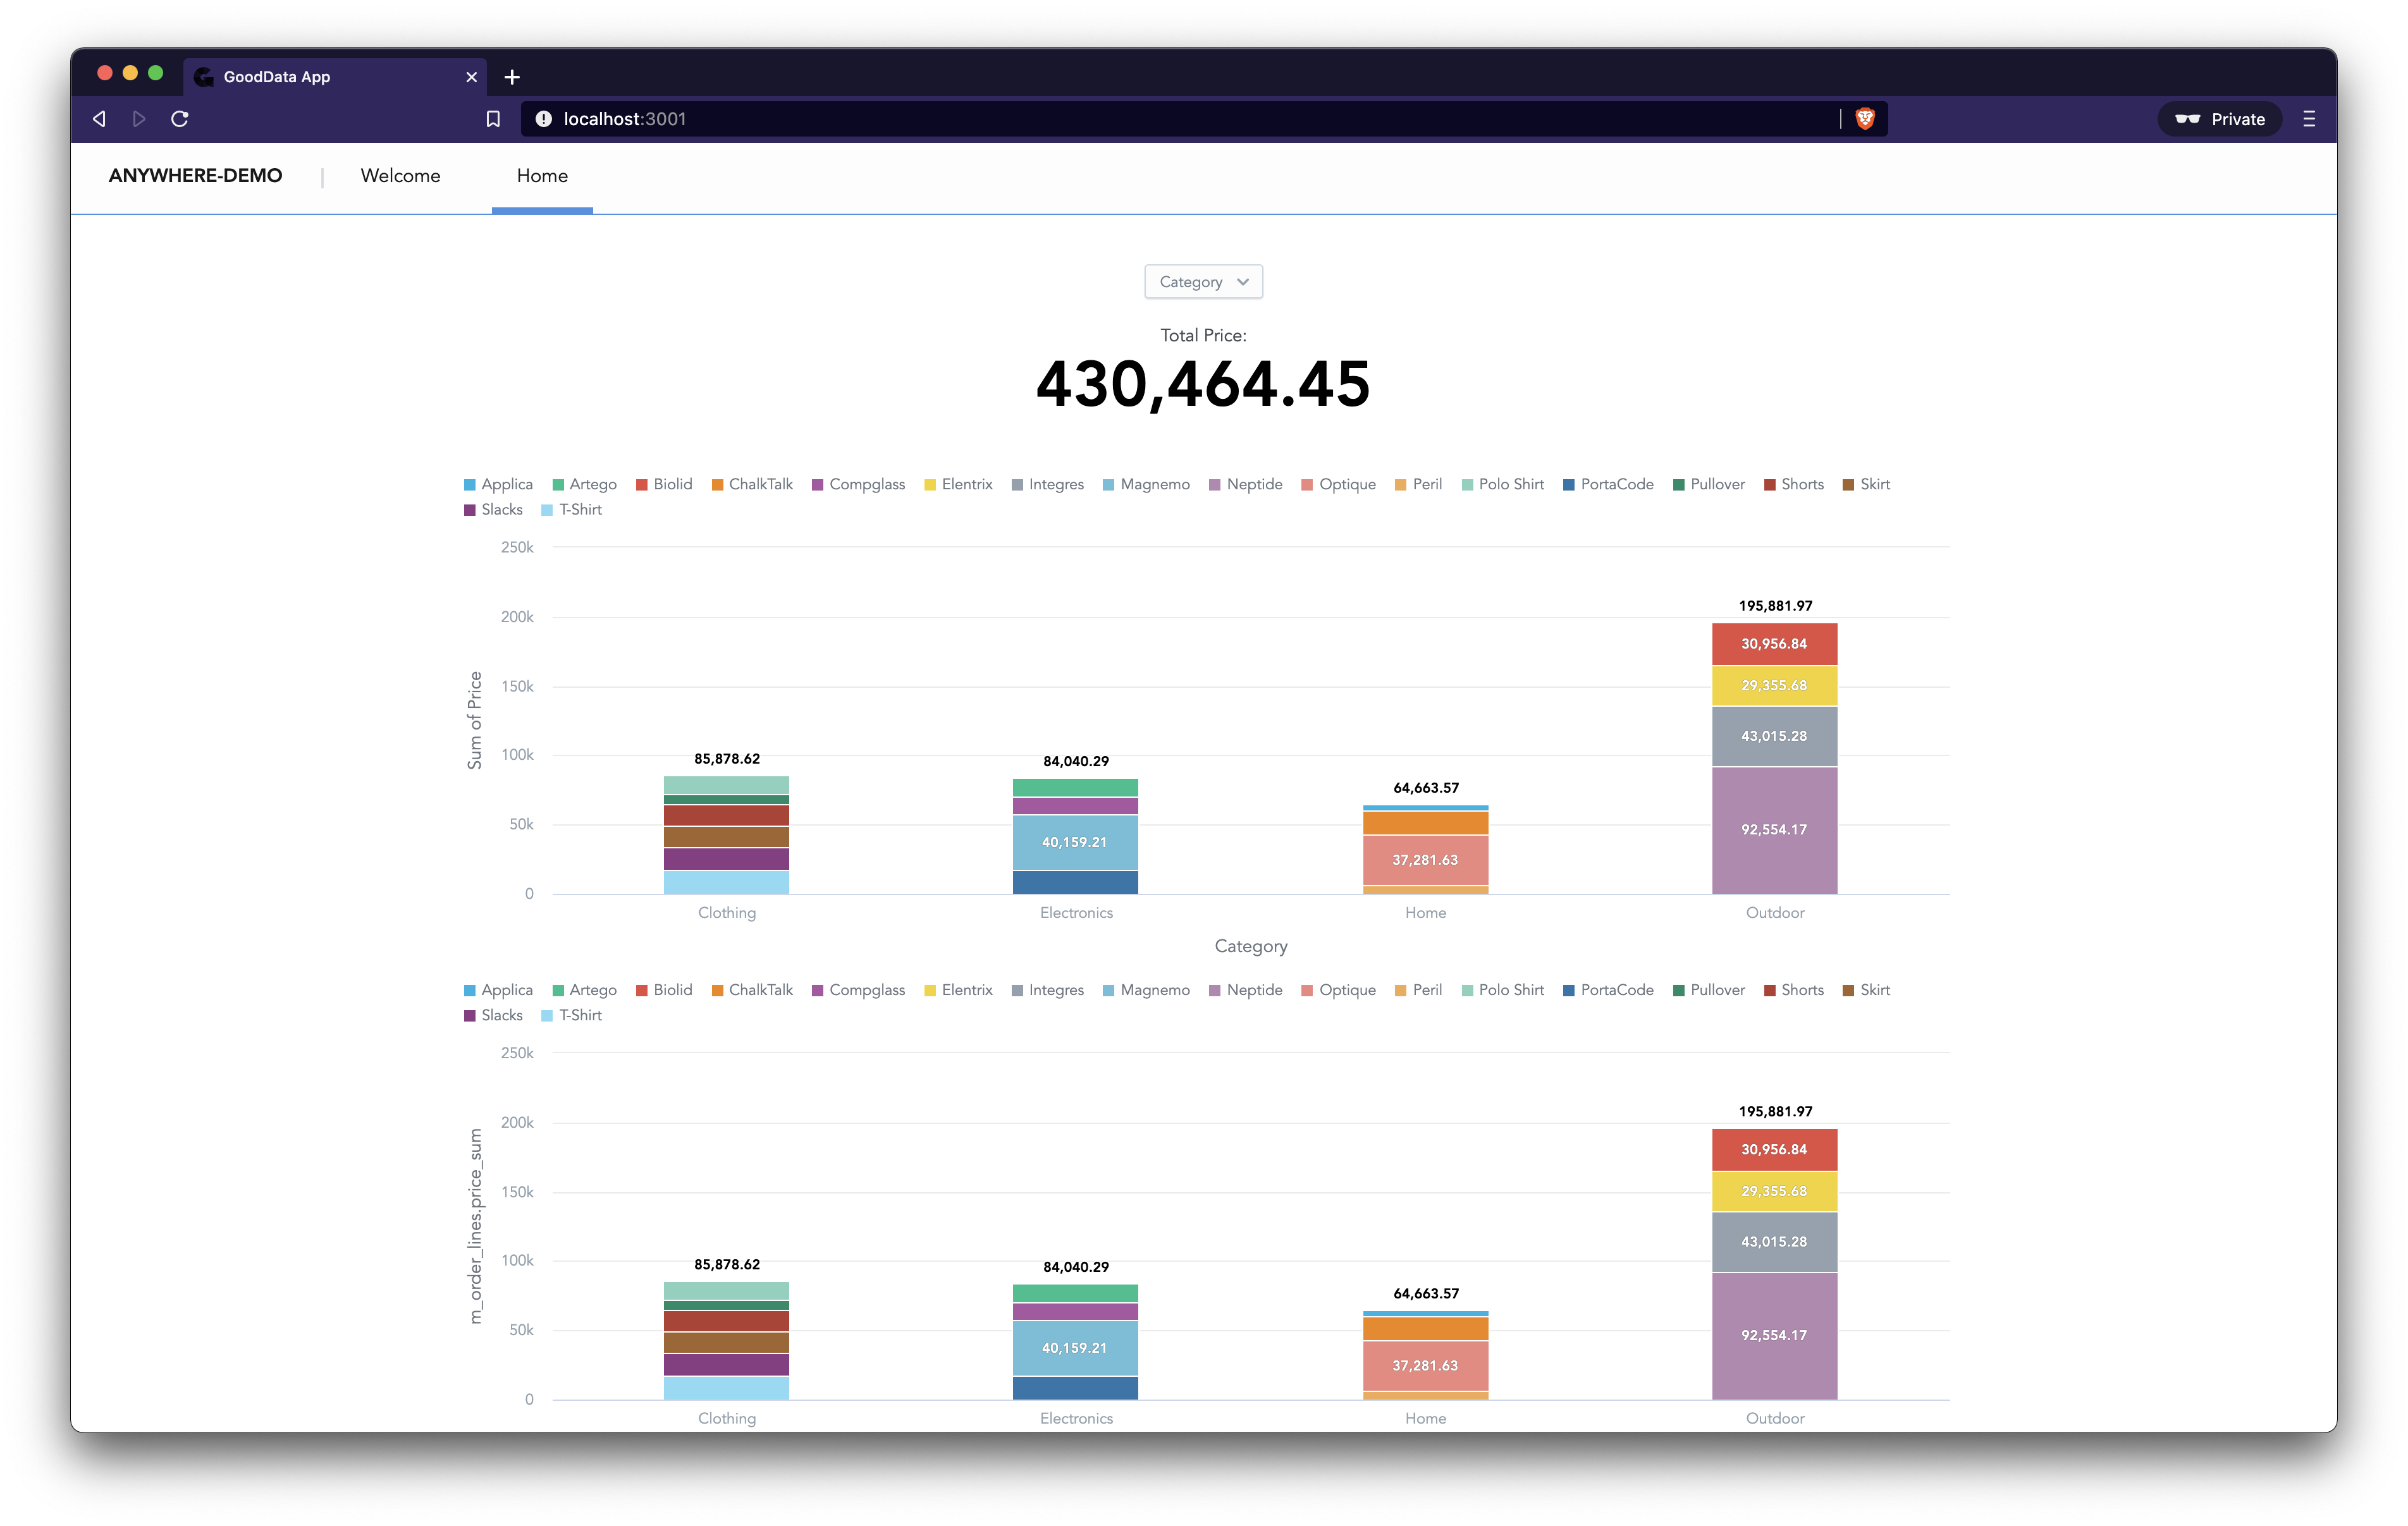 GoodData App
localhost:3001
Private
ANYWHERE-DEMO | Welcome Home
Category
Total Price:
430,464.45
Applica Artego Biolid ChalkTalk Compglass Elentrix Integres Magnemo Neptide Optique Peril Polo Shirt PortaCode Pullover Shorts Skirt
Slacks T-Shirt
250k
200k
150k
100k
50k
0
Sum of Price
85,878.62
84,040.29
40,159.21
64,663.57
37,281.63
195,881.97
30,956.84
29,355.68
43,015.28
92,554.17
Clothing Electronics Home Outdoor
Category
Applica Artego Biolid ChalkTalk Compglass Elentrix Integres Magnemo Neptide Optique Peril Polo Shirt PortaCode Pullover Shorts Skirt
Slacks T-Shirt
250k
200k
150k
100k
50k
0
m_order_lines.price_sum
85,878.62
84,040.29
40,159.21
64,663.57
37,281.63
195,881.97
30,956.84
29,355.68
43,015.28
92,554.17
Clothing Electronics Home Outdoor